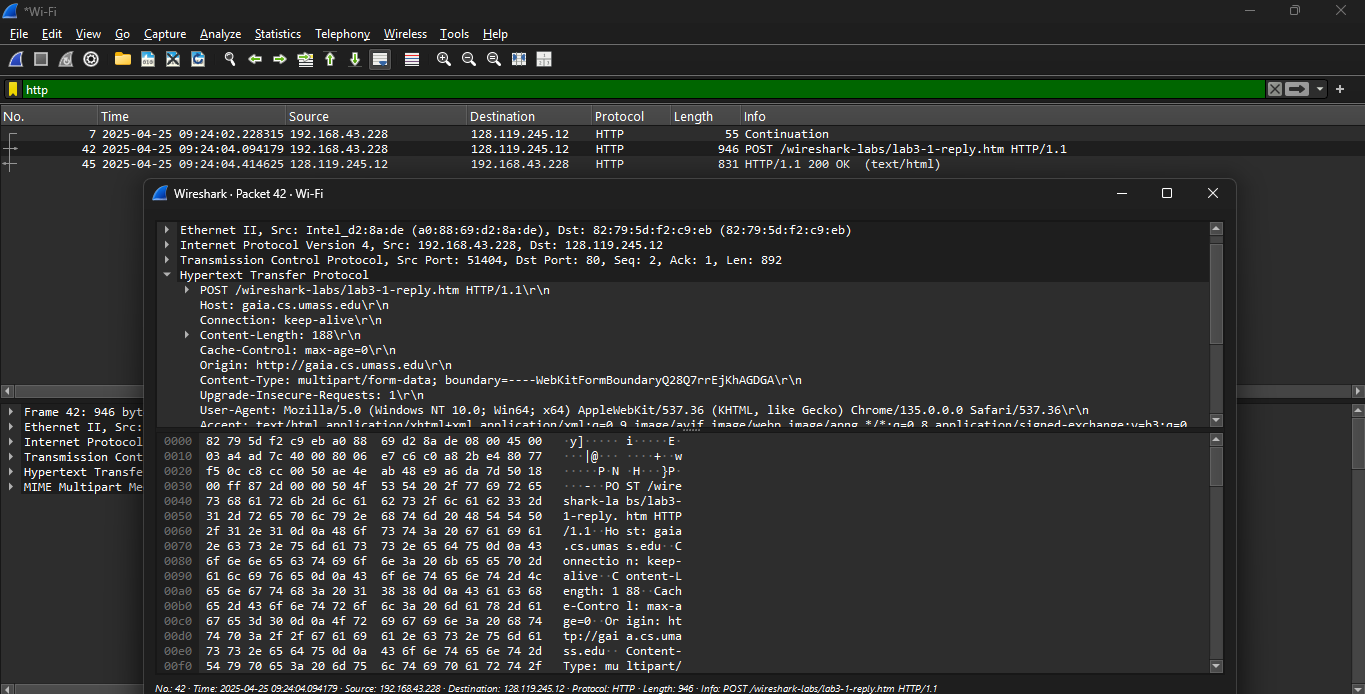 *Wi-Fi
File Edit View Go Capture Analyze Statistics Telephony Wireless Tools Help
http
No. Time Source Destination Protocol Length Info
7 2025-04-25 09:24:02.228315 192.168.43.228 128.119.245.12 HTTP 55 Continuation
42 2025-04-25 09:24:04.094179 192.168.43.228 128.119.245.12 HTTP 946 POST /wireshark-labs/lab3-1-reply.htm HTTP/1.1
45 2025-04-25 09:24:04.414625 128.119.245.12 192.168.43.228 HTTP 831 HTTP/1.1 200 OK (text/html)
Wireshark · Packet 42 · Wi-Fi
Ethernet II, Src: Intel_d2:8a:de (a0:88:69:d2:8a:de), Dst: 82:79:5d:f2:c9:eb (82:79:5d:f2:c9:eb)
Internet Protocol Version 4, Src: 192.168.43.228, Dst: 128.119.245.12
Transmission Control Protocol, Src Port: 51404, Dst Port: 80, Seq: 2, Ack: 1, Len: 892
Hypertext Transfer Protocol
POST /wireshark-labs/lab3-1-reply.htm HTTP/1.1\r\n
Host: gaia.cs.umass.edu\r\n
Connection: keep-alive\r\n
Content-Length: 188\r\n
Cache-Control: max-age=0\r\n
Origin: http://gaia.cs.umass.edu\r\n
Content-Type: multipart/form-data; boundary=----WebKitFormBoundaryQ28Q7rrEjKhAGDGA\r\n
Upgrade-Insecure-Requests: 1\r\n
User-Agent: Mozilla/5.0 (Windows NT 10.0; Win64; x64) AppleWebKit/537.36 (KHTML, like Gecko) Chrome/135.0.0.0 Safari/537.36\r\n
Accept: text/html,application/xhtml+xml,application/xml;q=0.9,image/avif,image/webp,image/apng,*/*;q=0.8,application/signed-exchange;v=b3;q=0
Frame 42: 946 byt
Ethernet II, Src:
Internet Protocol
Transmission Cont
Hypertext Transfe
MIME Multipart Me
0000 82 79 5d f2 c9 eb a0 88 69 d2 8a de 08 00 45 00 ·y]····· i·····E·
0010 03 a4 ad 7c 40 00 80 06 e7 c6 c0 a8 2b e4 80 77 ···|@··· ····+··w
0020 f5 0c c8 cc 00 50 ae 4e ab 48 e9 a6 da 7d 50 18 ·····P·N ·H···}P·
0030 00 ff 87 2d 00 00 50 4f 53 54 20 2f 77 69 72 65 ···-··PO ST /wire
0040 73 68 61 72 6b 2d 6c 61 62 73 2f 6c 61 62 33 2d shark-la bs/lab3-
0050 31 2d 72 65 70 6c 79 2e 68 74 6d 20 48 54 54 50 1-reply. htm HTTP
0060 2f 31 2e 31 0d 0a 48 6f 73 74 3a 20 67 61 69 61 /1.1··Ho st: gaia
0070 2e 63 73 2e 75 6d 61 73 73 2e 65 64 75 0d 0a 43 .cs.umas s.edu··C
0080 6f 6e 6e 65 63 74 69 6f 6e 3a 20 6b 65 65 70 2d onnectio n: keep-
0090 61 6c 69 76 65 0d 0a 43 6f 6e 74 65 6e 74 2d 4c alive··C ontent-L
00a0 65 6e 67 74 68 3a 20 31 38 38 0d 0a 43 61 63 68 ength: 1 88··Cach
00b0 65 2d 43 6f 6e 74 72 6f 6c 3a 20 6d 61 78 2d 61 e-Contro l: max-a
00c0 67 65 3d 30 0d 0a 4f 72 69 67 69 6e 3a 20 68 74 ge=0··Or igin: ht
00d0 74 70 3a 2f 2f 67 61 69 61 2e 63 73 2e 75 6d 61 tp://gai a.cs.uma
00e0 73 73 2e 65 64 75 0d 0a 43 6f 6e 74 65 6e 74 2d ss.edu·· Content-
00f0 54 79 70 65 3a 20 6d 75 6c 74 69 70 61 72 74 2f Type: mu ltipart/
No.: 42 · Time: 2025-04-25 09:24:04.094179 · Source: 192.168.43.228 · Destination: 128.119.245.12 · Protocol: HTTP · Length: 946 · Info: POST /wireshark-labs/lab3-1-reply.htm HTTP/1.1